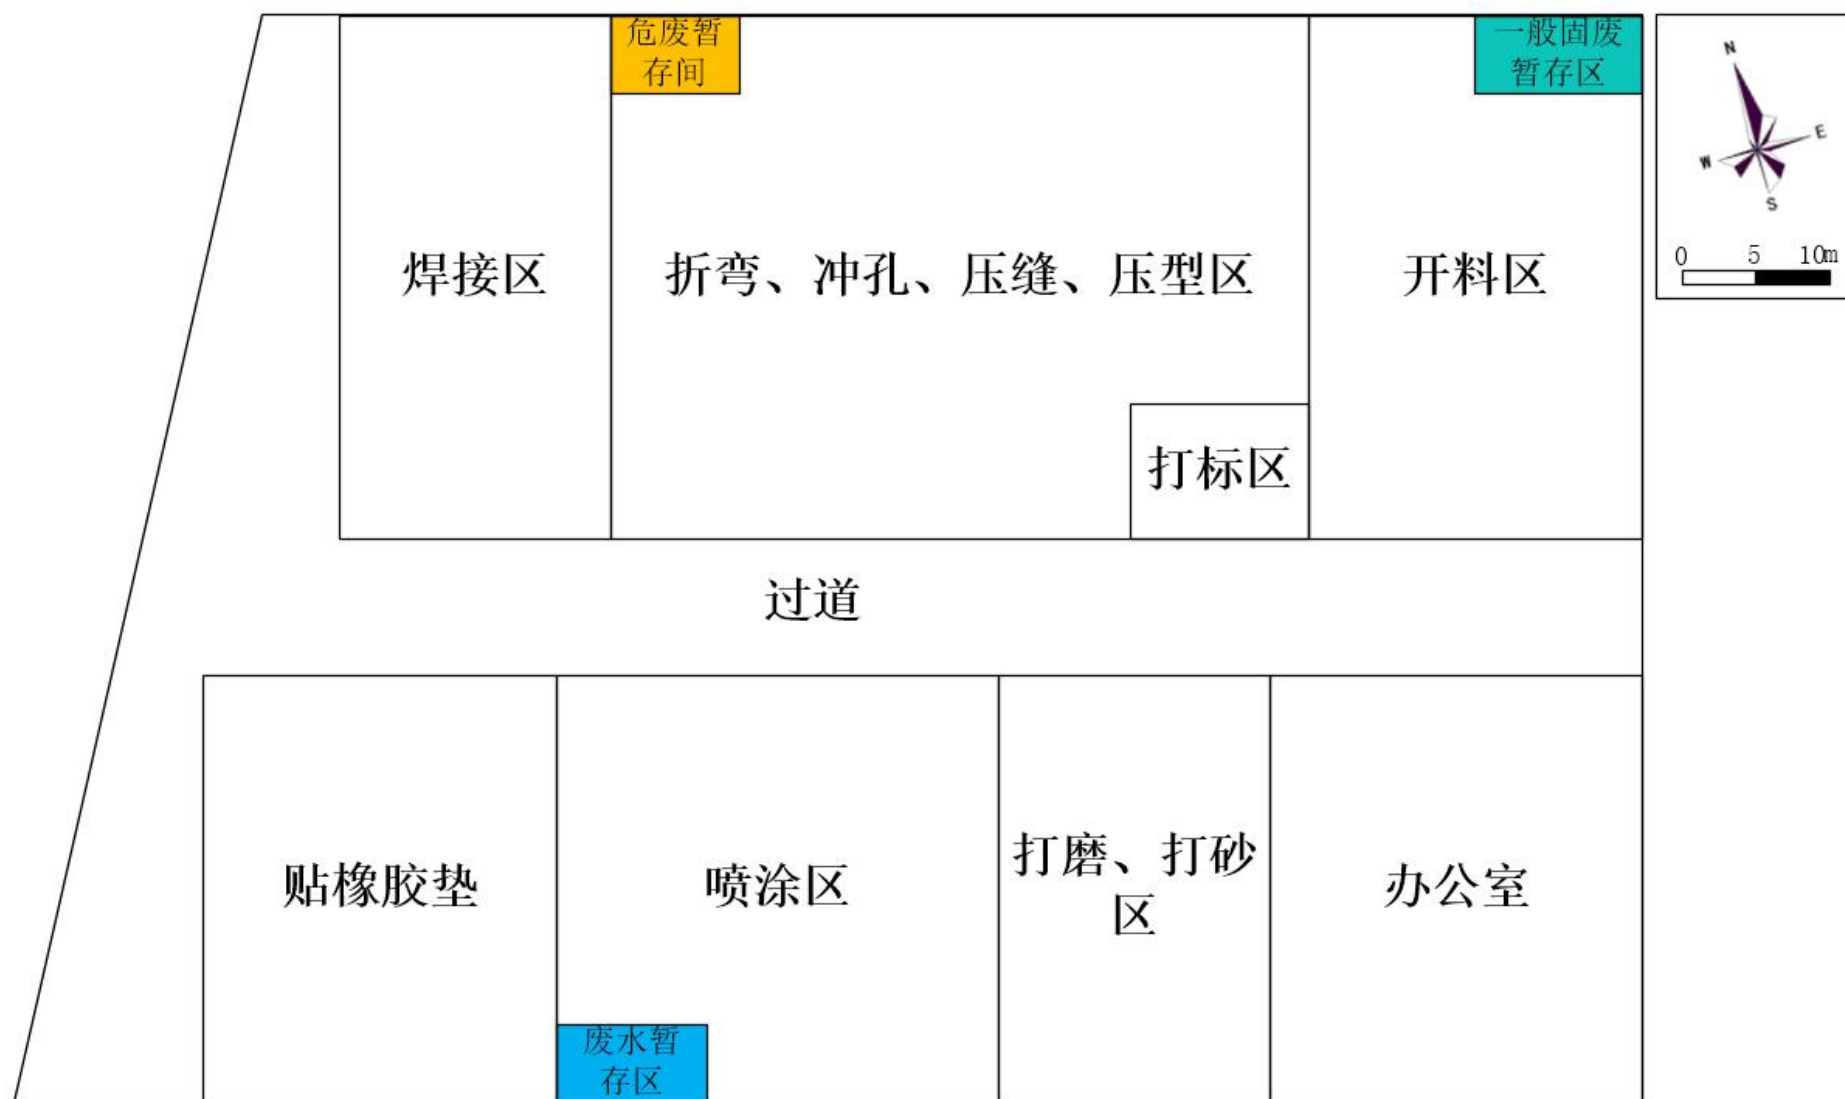 危废暂
存间
一般固废
暂存区
N
E
W
S
0 5 10m
焊接区
折弯、冲孔、压缝、压型区
开料区
打标区
过道
贴橡胶垫
喷涂区
打磨、打砂
区
办公室
废水暂
存区